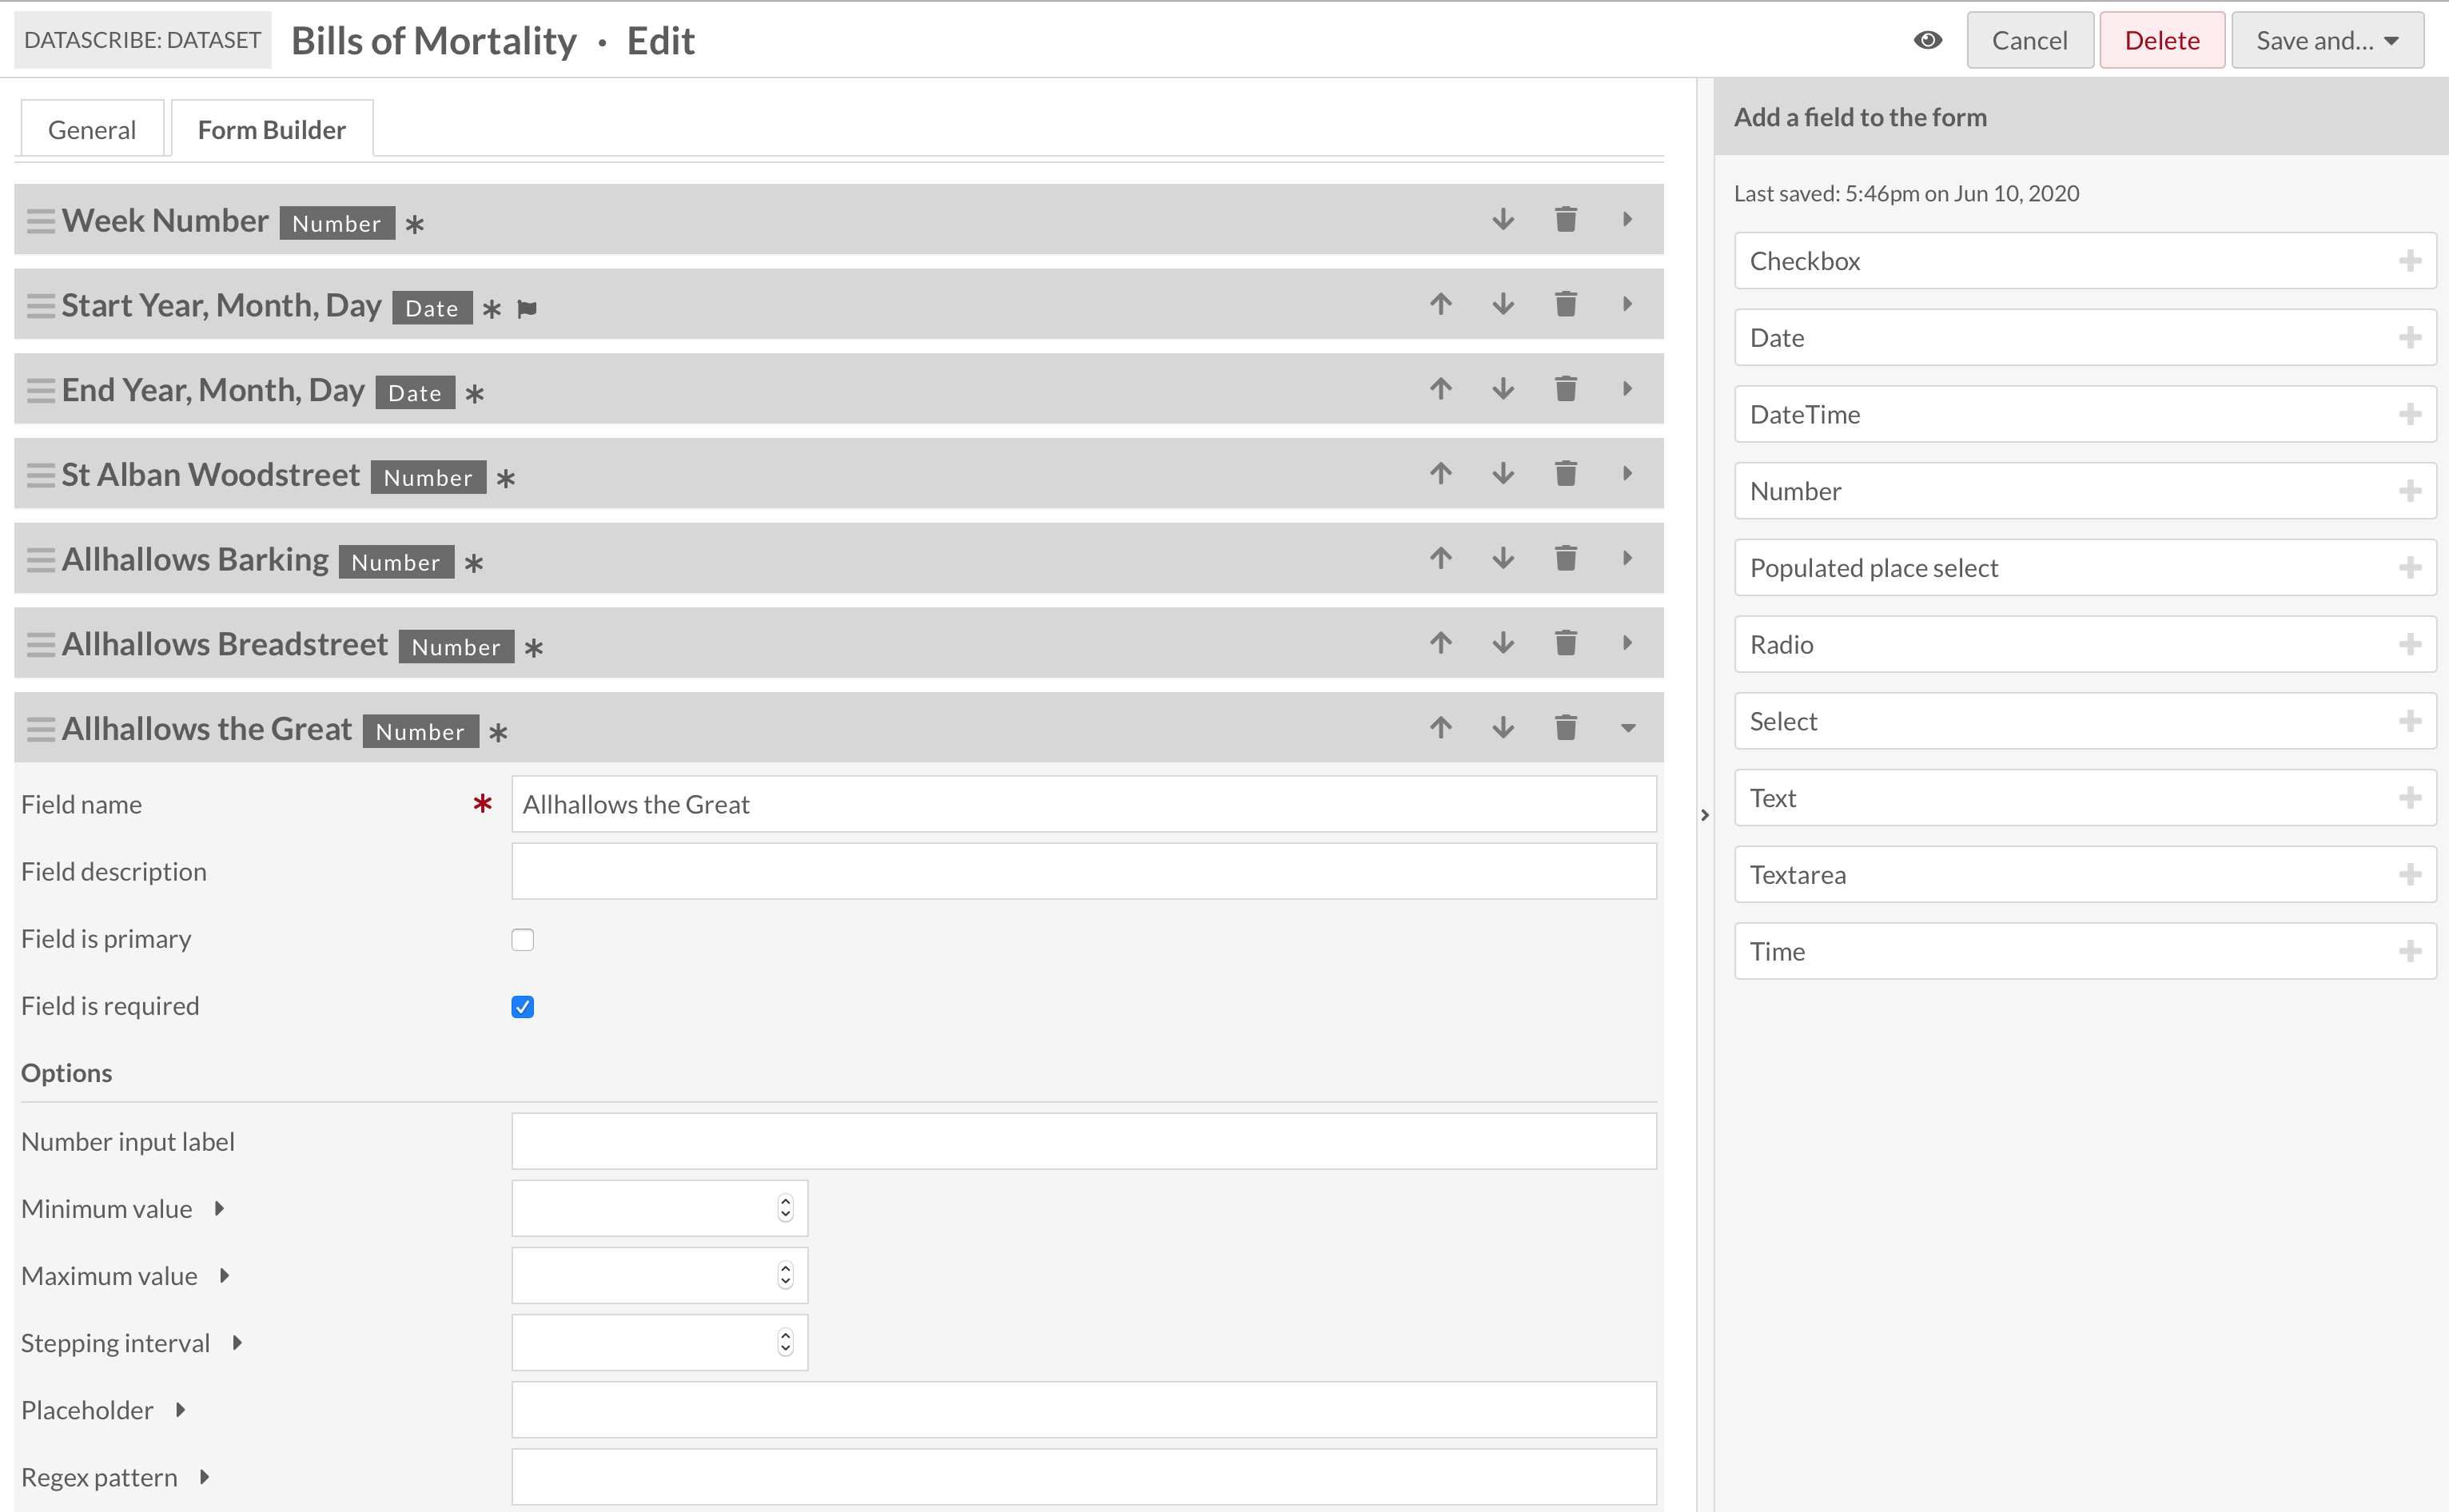 DATASCRIBE: DATASET Bills of Mortality · Edit Cancel Delete Save and...
General Form Builder
Week Number Number *
Start Year, Month, Day Date *
End Year, Month, Day Date *
St Alban Woodstreet Number *
Allhallows Barking Number *
Allhallows Breadstreet Number *
Allhallows the Great Number *
Field name * Allhallows the Great
Field description
Field is primary
Field is required
Options
Number input label
Minimum value
Maximum value
Stepping interval
Placeholder
Regex pattern
Add a field to the form
Last saved: 5:46pm on Jun 10, 2020
Checkbox
Date
DateTime
Number
Populated place select
Radio
Select
Text
Textarea
Time